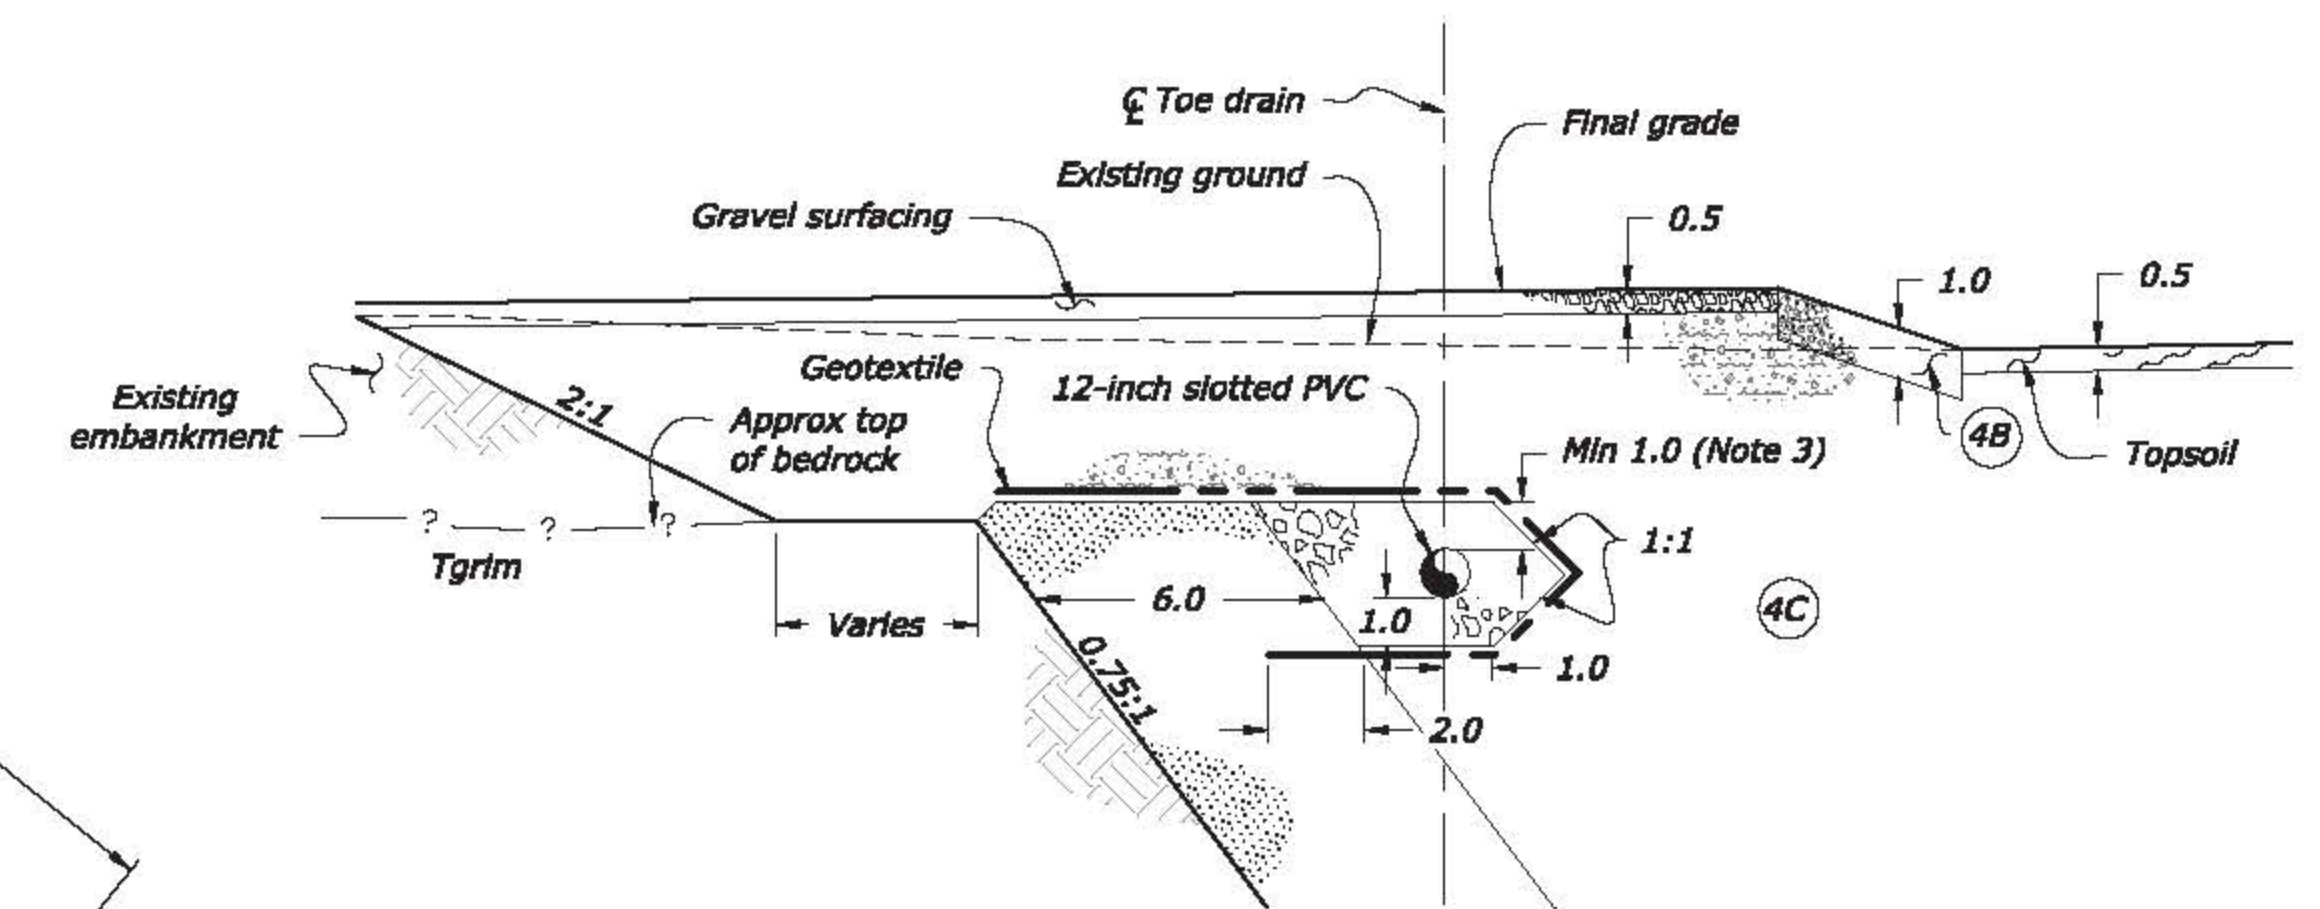 ℄ Toe drain
Final grade
Existing ground
Gravel surfacing
0.5
1.0
0.5
Geotextile
12-inch slotted PVC
Existing
embankment
2:1
Approx top
of bedrock
4B
Topsoil
Min 1.0 (Note 3)
? ? ?
Tgrim
1:1
6.0
Varies
1.0
4C
0.75:1
1.0
2.0